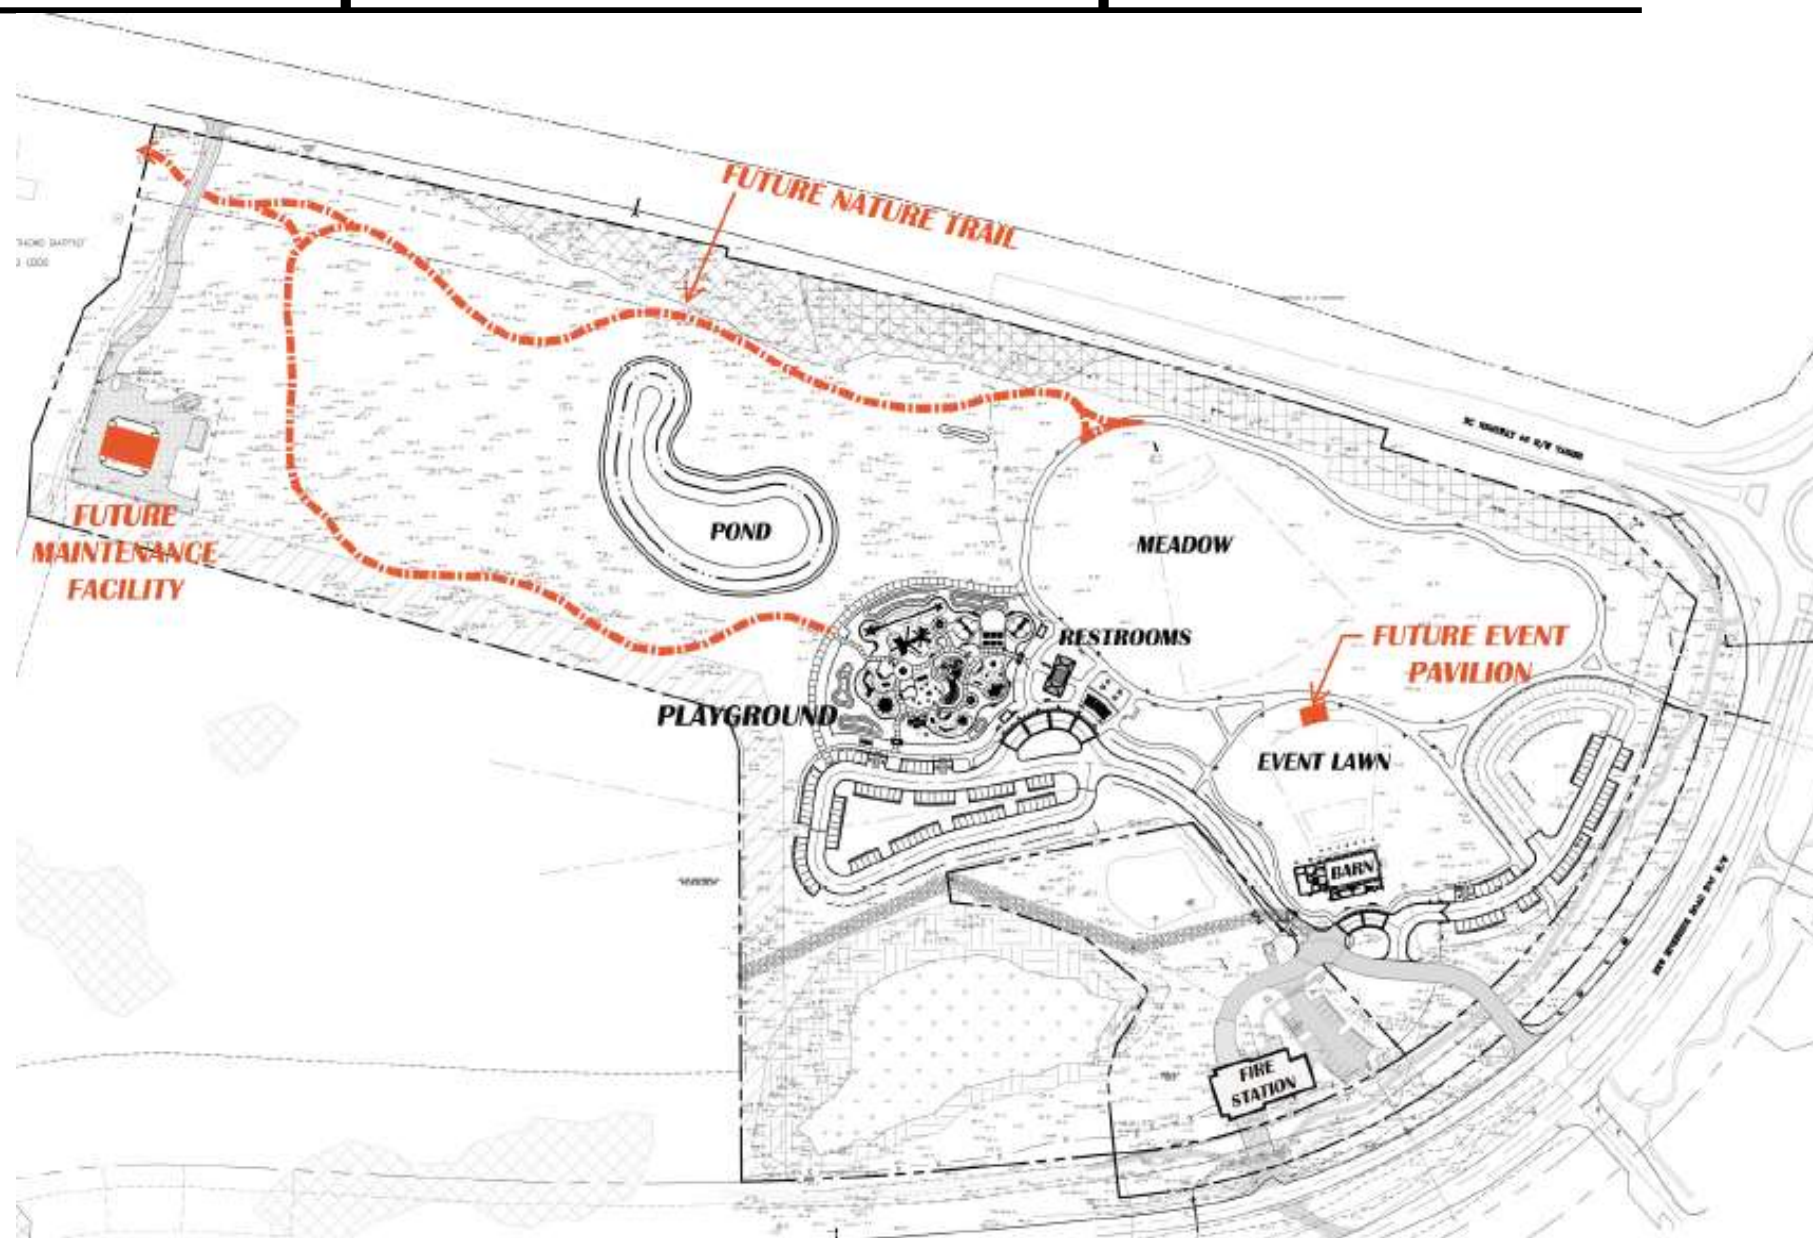 FUTURE NATURE TRAIL
POND
MEADOW
FUTURE
MAINTENANCE
FACILITY
RESTROOMS
FUTURE EVENT
PAVILION
PLAYGROUND
EVENT LAWN
BARN
FIRE
STATION